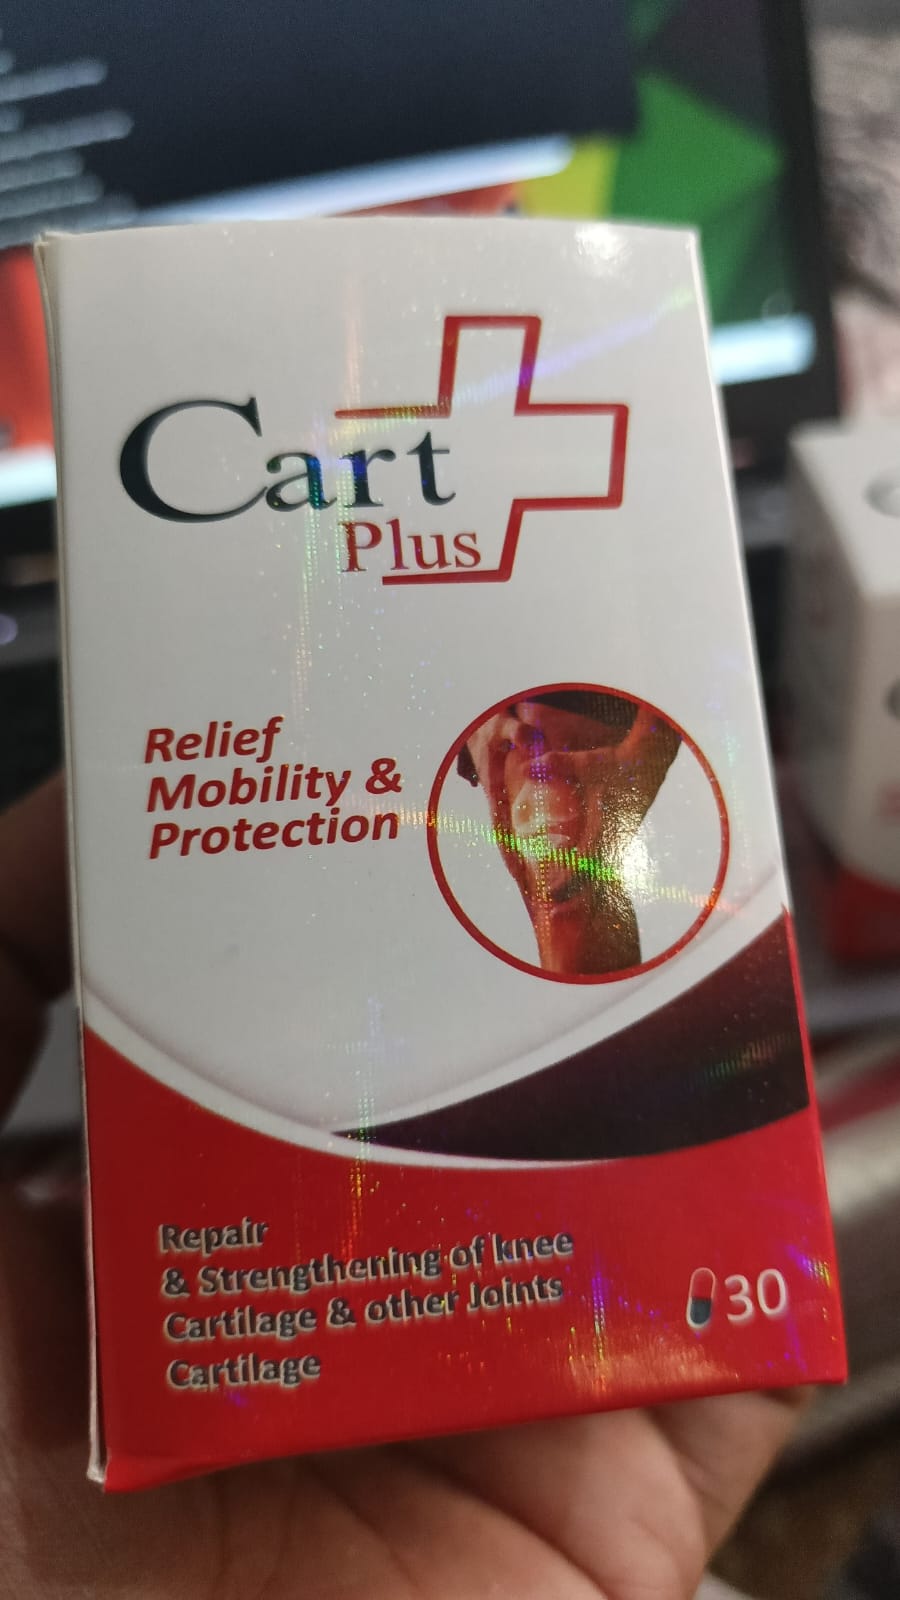 Cart
Plus
Relief
Mobility &
Protection
Repair
& Strengthening of knee
Cartilage & other Joints
Cartilage
30